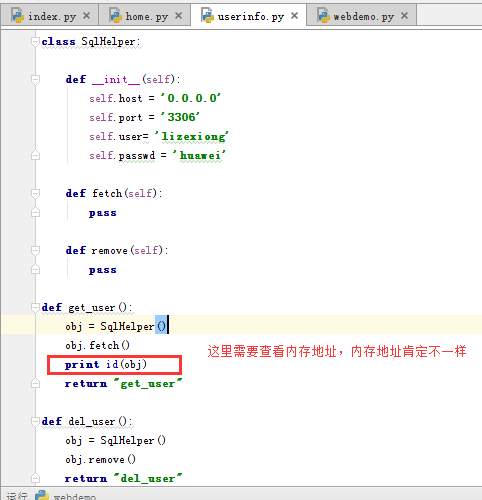 index.py × home.py × userinfo.py × webdemo.py ×
class SqlHelper:
def __init__(self):
self.host = '0.0.0.0'
self.port = '3306'
self.user= 'lizexiong'
self.passwd = 'huawei'
def fetch(self):
pass
def remove(self):
pass
def get_user():
obj = SqlHelper()
obj.fetch()
这里需要查看内存地址，内存地址肯定不一样
print id(obj)
return "get_user"
def del_user():
obj = SqlHelper()
obj.remove()
return "del_user"
运行 webdemo